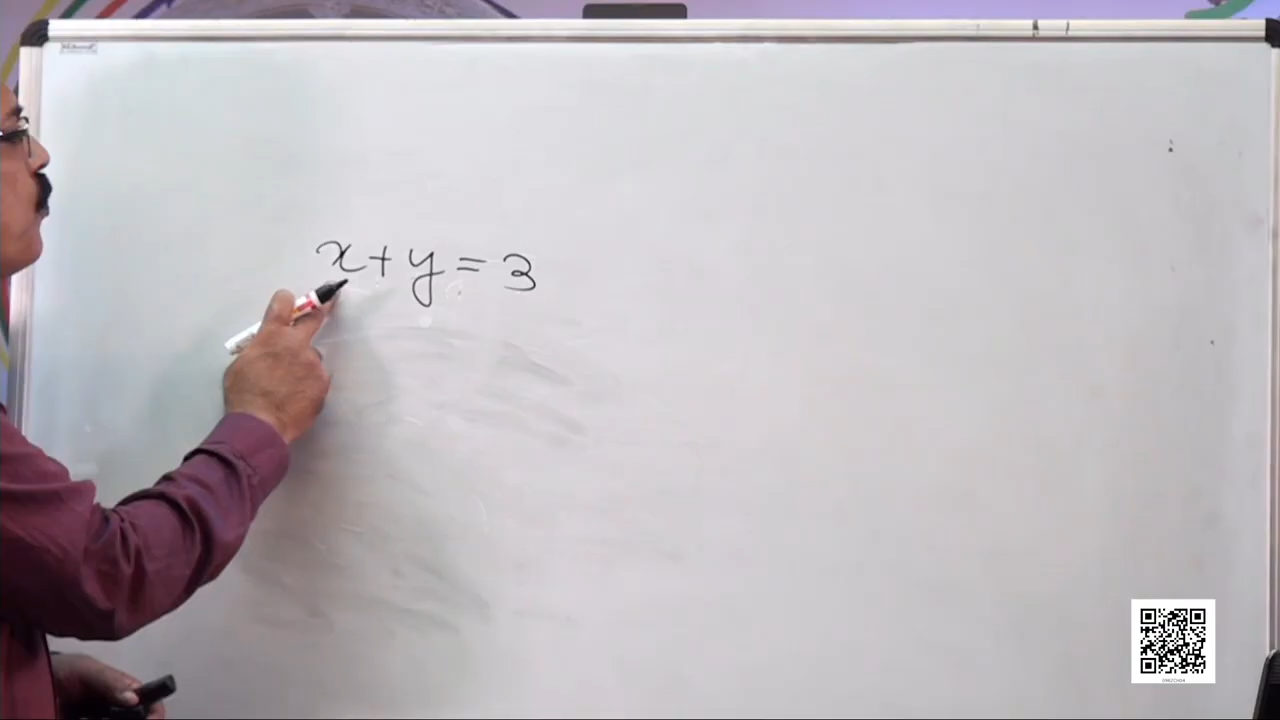 x + y = 3